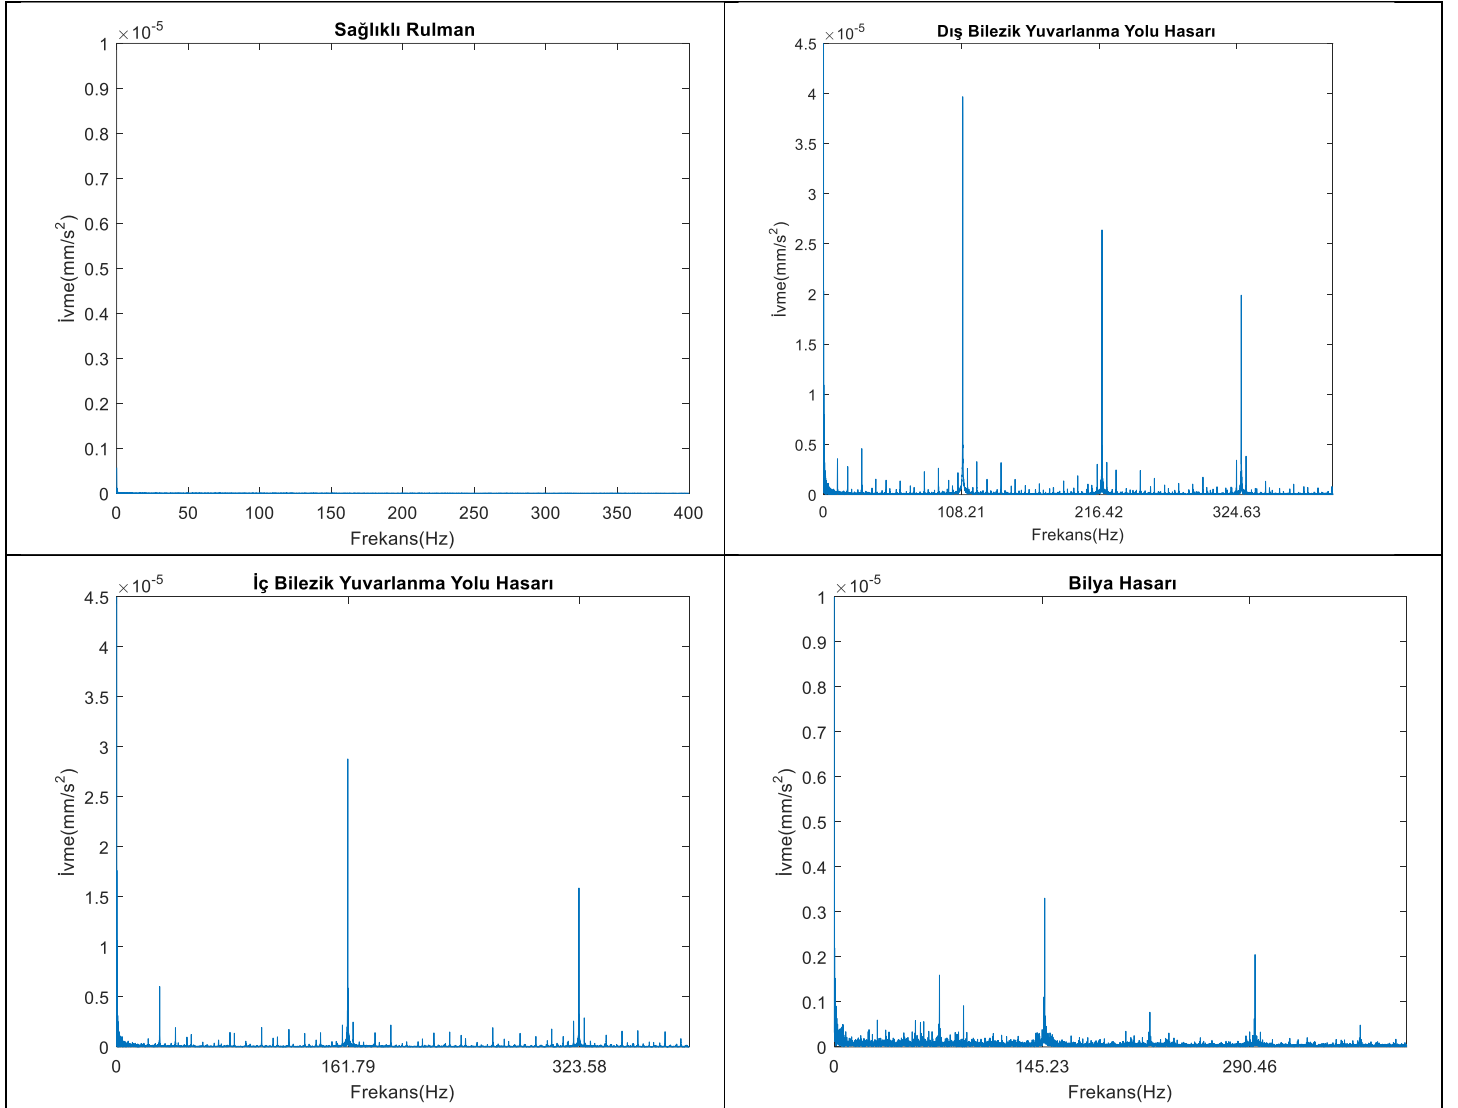 Sağlıklı Rulman
×10-5
1
0.9
0.8
0.7
0.6
0.5
0.4
0.3
0.2
0.1
0
İvme(mm/s2)
0 50 100 150 200 250 300 350 400
Frekans(Hz)
Dış Bilezik Yuvarlanma Yolu Hasarı
×10-5
4.5
4
3.5
3
2.5
2
1.5
1
0.5
0
İvme(mm/s2)
0 108.21 216.42 324.63
Frekans(Hz)
İç Bilezik Yuvarlanma Yolu Hasarı
×10-5
4.5
4
3.5
3
2.5
2
1.5
1
0.5
0
İvme(mm/s2)
0 161.79 323.58
Frekans(Hz)
Bilya Hasarı
×10-5
1
0.9
0.8
0.7
0.6
0.5
0.4
0.3
0.2
0.1
0
İvme(mm/s2)
0 145.23 290.46
Frekans(Hz)